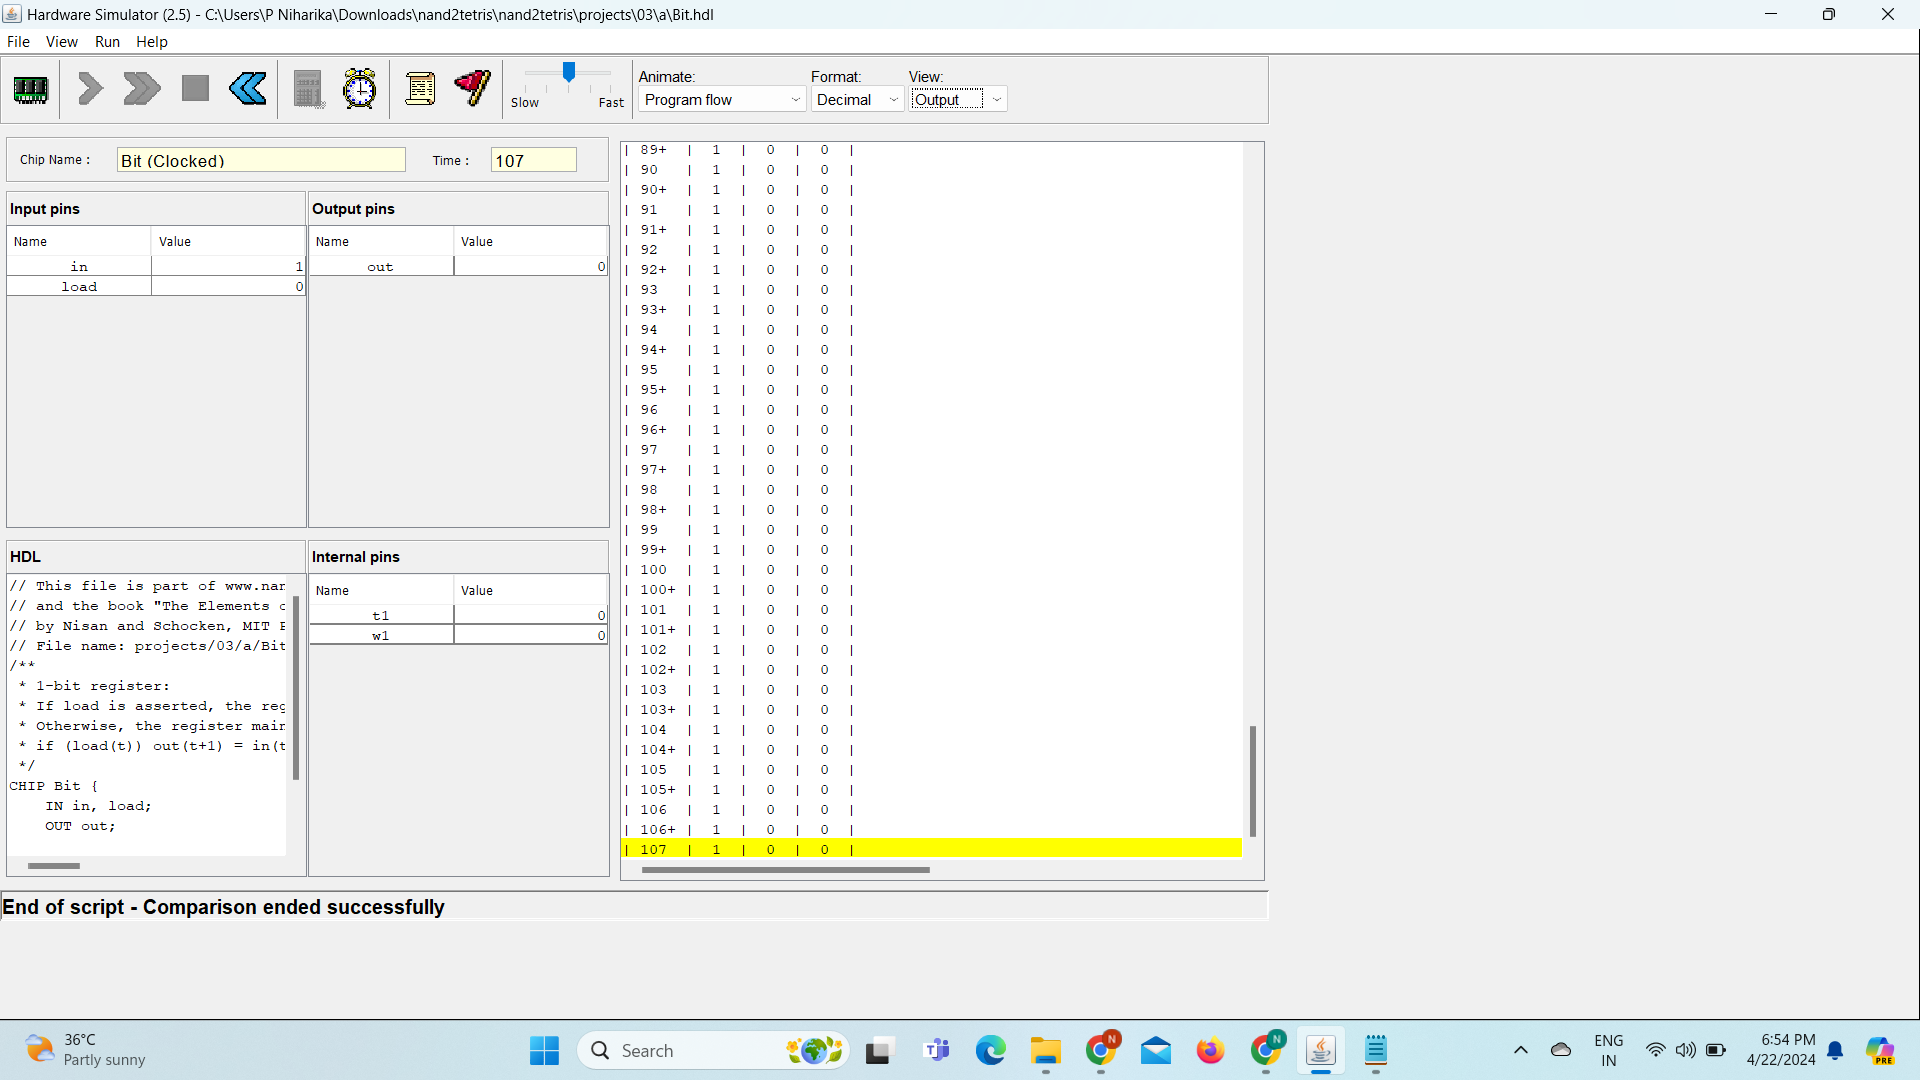 Hardware Simulator (2.5) - C:\Users\P Niharika\Downloads\nand2tetris\nand2tetris\projects\03\a\Bit.hdl
File View Run Help
Slow Fast
Animate: Format: View:
Program flow Decimal Output
Chip Name : Bit (Clocked) Time : 107
Input pins Output pins
Name Value Name Value
in 1 out 0
load 0
HDL
// This file is part of www.nan
// and the book "The Elements o
// by Nisan and Schocken, MIT P
// File name: projects/03/a/Bit
/**
* 1-bit register:
* If load is asserted, the reg
* Otherwise, the register main
* if (load(t)) out(t+1) = in(t
*/
CHIP Bit {
IN in, load;
OUT out;
Internal pins
Name Value
t1 0
w1 0
| 89+ | 1 | 0 | 0 |
| 90 | 1 | 0 | 0 |
| 90+ | 1 | 0 | 0 |
| 91 | 1 | 0 | 0 |
| 91+ | 1 | 0 | 0 |
| 92 | 1 | 0 | 0 |
| 92+ | 1 | 0 | 0 |
| 93 | 1 | 0 | 0 |
| 93+ | 1 | 0 | 0 |
| 94 | 1 | 0 | 0 |
| 94+ | 1 | 0 | 0 |
| 95 | 1 | 0 | 0 |
| 95+ | 1 | 0 | 0 |
| 96 | 1 | 0 | 0 |
| 96+ | 1 | 0 | 0 |
| 97 | 1 | 0 | 0 |
| 97+ | 1 | 0 | 0 |
| 98 | 1 | 0 | 0 |
| 98+ | 1 | 0 | 0 |
| 99 | 1 | 0 | 0 |
| 99+ | 1 | 0 | 0 |
| 100 | 1 | 0 | 0 |
| 100+ | 1 | 0 | 0 |
| 101 | 1 | 0 | 0 |
| 101+ | 1 | 0 | 0 |
| 102 | 1 | 0 | 0 |
| 102+ | 1 | 0 | 0 |
| 103 | 1 | 0 | 0 |
| 103+ | 1 | 0 | 0 |
| 104 | 1 | 0 | 0 |
| 104+ | 1 | 0 | 0 |
| 105 | 1 | 0 | 0 |
| 105+ | 1 | 0 | 0 |
| 106 | 1 | 0 | 0 |
| 106+ | 1 | 0 | 0 |
| 107 | 1 | 0 | 0 |
End of script - Comparison ended successfully
36°C
Partly sunny
Search
N
N
ENG
IN
6:54 PM
4/22/2024
PRE